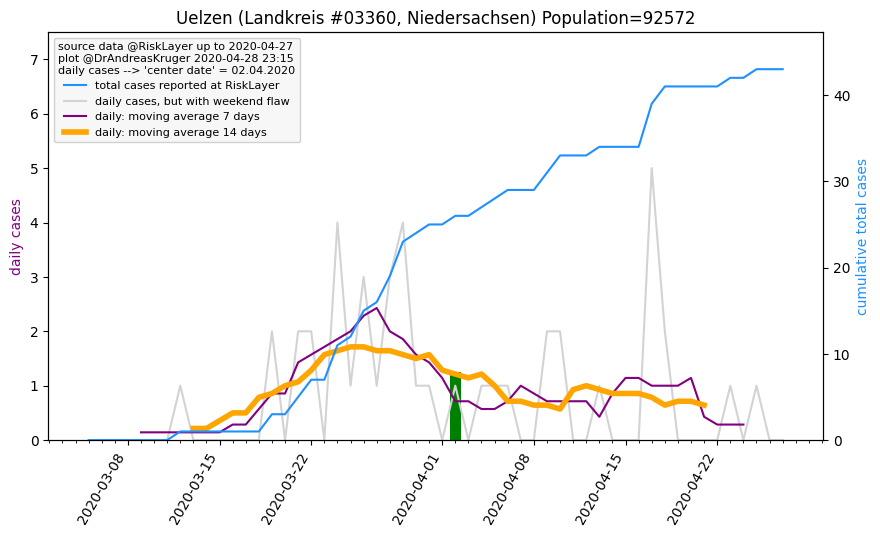 Uelzen (Landkreis #03360, Niedersachsen) Population=92572
source data @RiskLayer up to 2020-04-27
plot @DrAndreasKruger 2020-04-28 23:15
daily cases --> 'center date' = 02.04.2020
total cases reported at RiskLayer
daily cases, but with weekend flaw
daily: moving average 7 days
daily: moving average 14 days
daily cases
7
6
5
4
3
2
1
0
cumulative total cases
40
30
20
10
0
2020-03-08
2020-03-15
2020-03-22
2020-04-01
2020-04-08
2020-04-15
2020-04-22